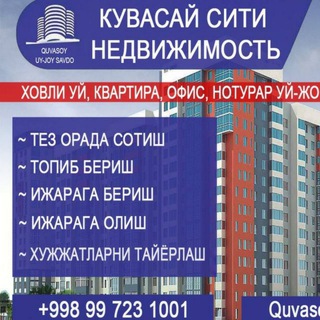 QUVASOY
UY-JOY SAVDO
КУВАСАЙ СИТИ
НЕДВИЖИМОСТЬ
ХОВЛИ УЙ, КВАРТИРА, ОФИС, НОТУРАР УЙ-ЖО
~ ТЕЗ ОРАДА СОТИШ
~ ТОПИБ БЕРИШ
~ ИЖАРАГА БЕРИШ
~ ИЖАРАГА ОЛИШ
~ ХУЖЖАТЛАРНИ ТАЙЁРЛАШ
+998 99 723 1001
Quvaso